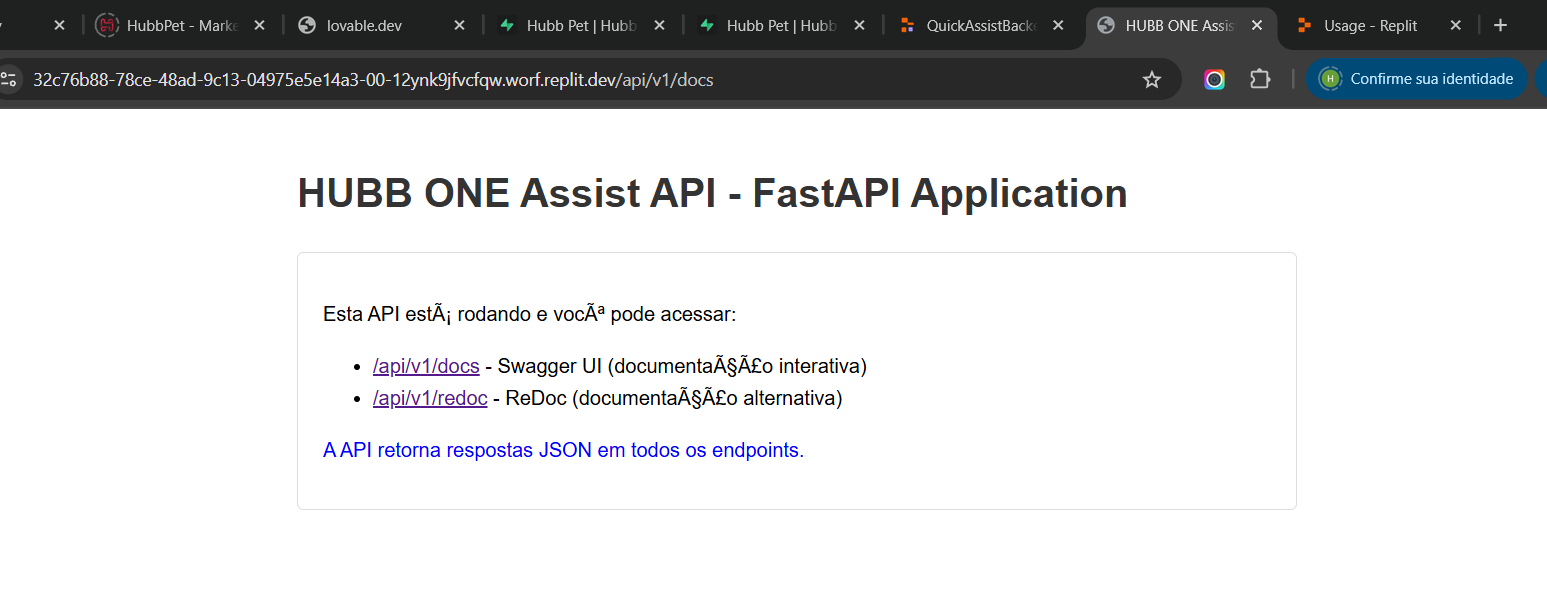 HubbPet - Marke
lovable.dev
Hubb Pet | Hubb
Hubb Pet | Hubb
QuickAssistBacke
HUBB ONE Assis
Usage - Replit
32c76b88-78ce-48ad-9c13-04975e5e14a3-00-12ynk9jfvcfqw.worf.replit.dev/api/v1/docs
H
Confirme sua identidade
HUBB ONE Assist API - FastAPI Application
Esta API estÃ¡ rodando e vocÃª pode acessar:
• /api/v1/docs - Swagger UI (documentaÃ§Ã£o interativa)
• /api/v1/redoc - ReDoc (documentaÃ§Ã£o alternativa)
A API retorna respostas JSON em todos os endpoints.